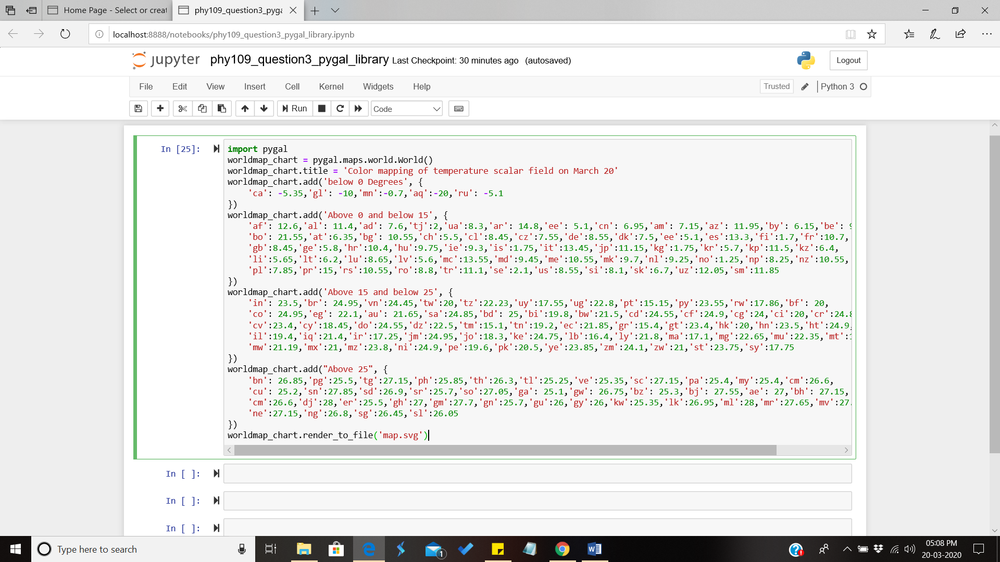 Home Page - Select or creat
phy109_question3_pyga
localhost:8888/notebooks/phy109_question3_pygal_library.ipynb
jupyter phy109_question3_pygal_library Last Checkpoint: 30 minutes ago (autosaved)
Logout
File Edit View Insert Cell Kernel Widgets Help
Trusted Python 3
Run Code
In [25]:
import pygal
worldmap_chart = pygal.maps.world.World()
worldmap_chart.title = 'Color mapping of temperature scalar field on March 20'
worldmap_chart.add('below 0 Degrees', {
'ca': -5.35,'gl': -10,'mn':-0.7,'aq':-20,'ru': -5.1
})
worldmap_chart.add('Above 0 and below 15', {
'af': 12.6,'al': 11.4,'ad': 7.6,'tj':2,'ua':8.3,'ar': 14.8,'ee': 5.1,'cn': 6.95,'am': 7.15,'az': 11.95,'by': 6.15,'be':
'bo': 21.55,'at':6.35,'bg': 10.55,'ch':5.5,'cl':8.45,'cz':7.55,'de':8.55,'dk':7.5,'ee':5.1,'es':13.3,'fi':1.7,'fr':10.7,
'gb':8.45,'ge':5.8,'hr':10.4,'hu':9.75,'ie':9.3,'is':1.75,'it':13.45,'jp':11.15,'kg':1.75,'kr':5.7,'kp':11.5,'kz':6.4,
'li':5.65,'lt':6.2,'lu':8.65,'lv':5.6,'mc':13.55,'md':9.45,'me':10.55,'mk':9.7,'nl':9.25,'no':1.25,'np':8.25,'nz':10.55,
'pl':7.85,'pr':15,'rs':10.55,'ro':8.8,'tr':11.1,'se':2.1,'us':8.55,'si':8.1,'sk':6.7,'uz':12.05,'sm':11.85
})
worldmap_chart.add('Above 15 and below 25', {
'in': 23.5,'br': 24.95,'vn':24.45,'tw':20,'tz':22.23,'uy':17.55,'ug':22.8,'pt':15.15,'py':23.55,'rw':17.86,'bf': 20,
'co': 24.95,'eg': 22.1,'au': 21.65,'sa':24.85,'bd': 25,'bi':19.8,'bw':21.5,'cd':24.55,'cf':24.9,'cg':24,'ci':20,'cr':24.8
'cv':23.4,'cy':18.45,'do':24.55,'dz':22.5,'tm':15.1,'tn':19.2,'ec':21.85,'gr':15.4,'gt':23.4,'hk':20,'hn':23.5,'ht':24.9,
'il':19.4,'iq':21.4,'ir':17.25,'jm':24.95,'jo':18.3,'ke':24.75,'lb':16.4,'ly':21.8,'ma':17.1,'mg':22.65,'mu':22.35,'mt':1
'mw':21.19,'mx':21,'mz':23.8,'ni':24.9,'pe':19.6,'pk':20.5,'ye':23.85,'zm':24.1,'zw':21,'st':23.75,'sy':17.75
})
worldmap_chart.add("Above 25", {
'bn': 26.85,'pg':25.5,'tg':27.15,'ph':25.85,'th':26.3,'tl':25.25,'ve':25.35,'sc':27.15,'pa':25.4,'my':25.4,'cm':26.6,
'cu': 25.2,'sn':27.85,'sd':26.9,'sr':25.7,'so':27.05,'ga': 25.1,'gw': 26.75,'bz': 25.3,'bj': 27.55,'ae': 27,'bh': 27.15,
'cm':26.6,'dj':28,'er':25.5,'gh':27,'gm':27.7,'gn':25.7,'gu':26,'gy':26,'kw':25.35,'lk':26.95,'ml':28,'mr':27.65,'mv':27.
'ne':27.15,'ng':26.8,'sg':26.45,'sl':26.05
})
worldmap_chart.render_to_file('map.svg')
In [ ]:
In [ ]:
In [ ]:
Type here to search
1
05:08 PM
20-03-2020